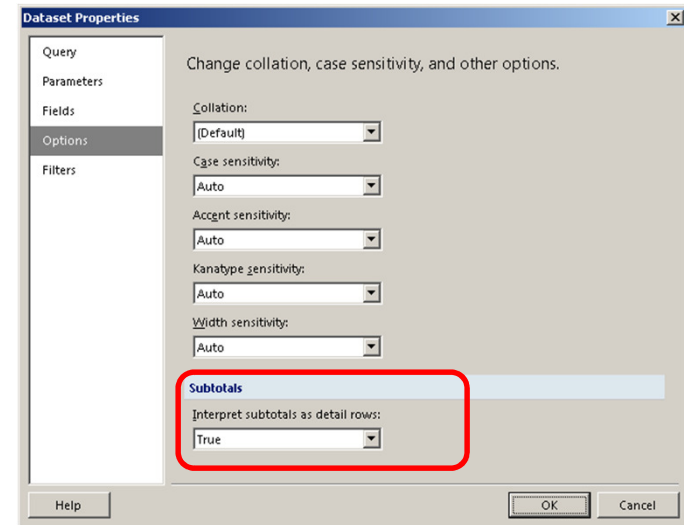 Dataset Properties
Query
Parameters
Fields
Options
Filters
Change collation, case sensitivity, and other options.
Collation:
(Default)
Case sensitivity:
Auto
Accent sensitivity:
Auto
Kanatype sensitivity:
Auto
Width sensitivity:
Auto
Subtotals
Interpret subtotals as detail rows:
True
Help
OK
Cancel